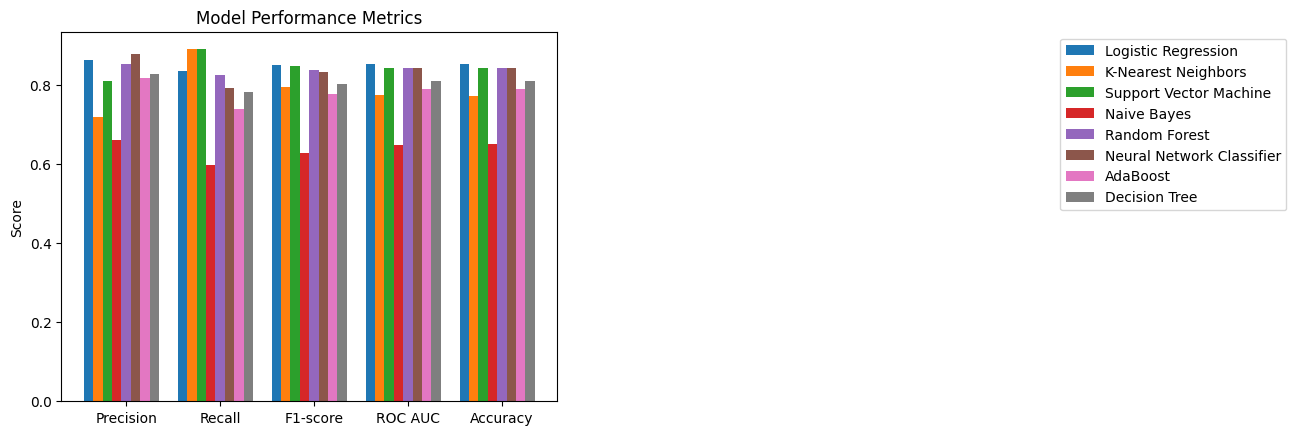 Model Performance Metrics
Score
0.8
0.6
0.4
0.2
0.0
Precision
Recall
F1-score
ROC AUC
Accuracy
Logistic Regression
K-Nearest Neighbors
Support Vector Machine
Naive Bayes
Random Forest
Neural Network Classifier
AdaBoost
Decision Tree